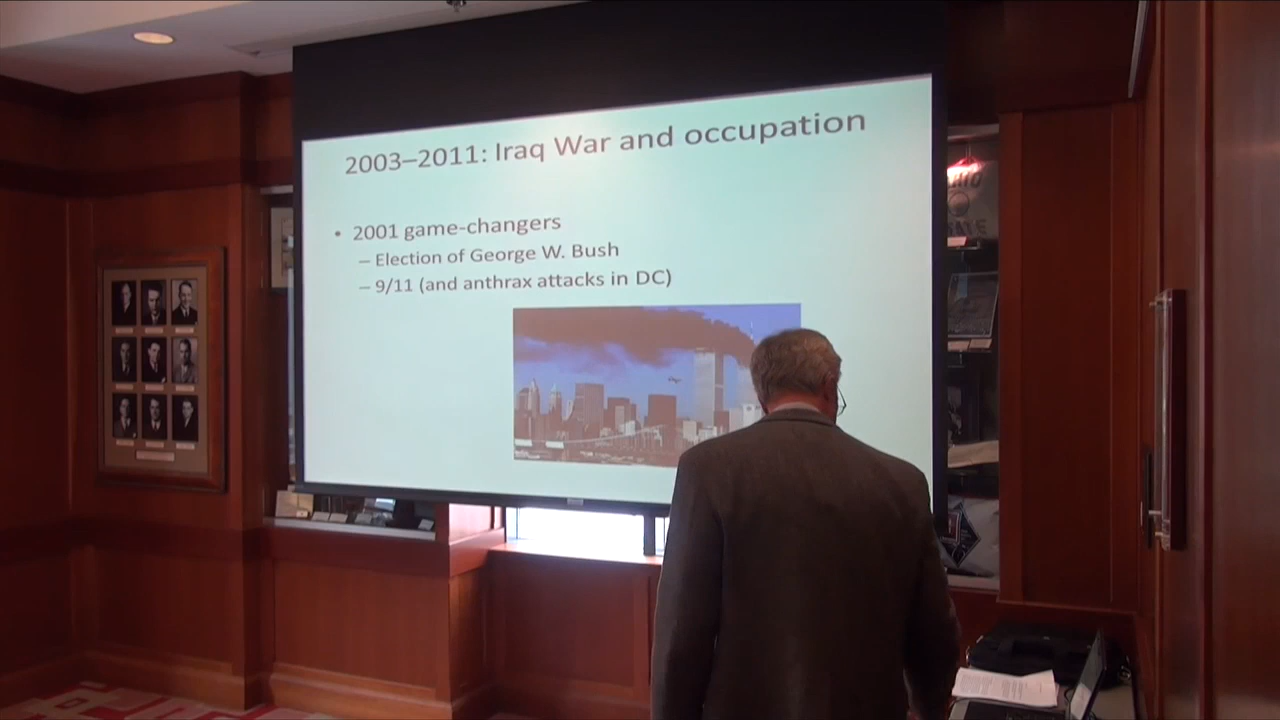 2003–2011: Iraq War and occupation
• 2001 game-changers
– Election of George W. Bush
– 9/11 (and anthrax attacks in DC)